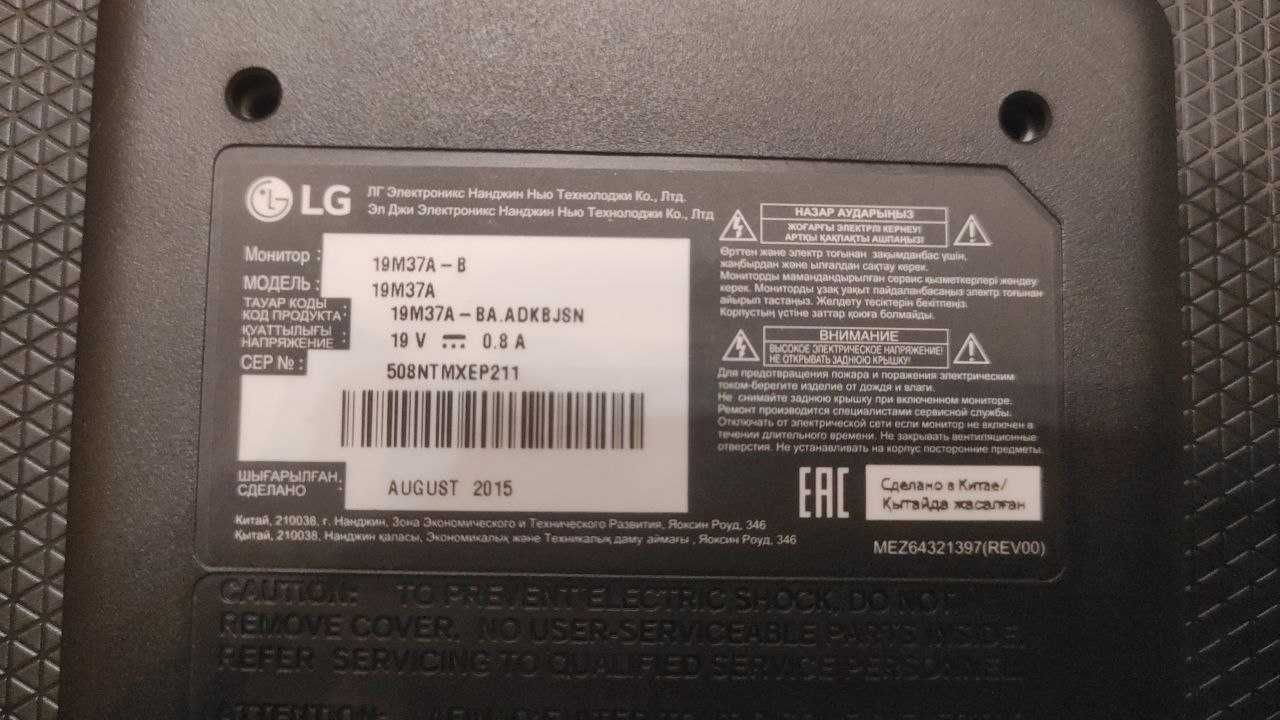 LG
ЛГ Электроникс Нанджин Нью Технолоджи Ко., Лтд.
Эл Джи Электроникс Нанджин Нью Технолоджи Ко., Лтд
Монитор : 19M37A-B
МОДЕЛЬ : 19M37A
ТАУАР КОДЫ
КОД ПРОДУКТА : 19M37A-BA.ADKBJSN
ҚУАТТЫЛЫҒЫ
НАПРЯЖЕНИЕ : 19 V ⎓ 0.8 A
СЕР № : 508NTMXEP211
ШЫҒАРЫЛҒАН,
СДЕЛАНО : AUGUST 2015
Китай, 210038, г. Нанджин, Зона Экономического и Технического Развития, Яоксин Роуд, 346
Қытай, 210038, Нанджин қаласы, Экономикалық және Техникалық даму аймағы , Яоксин Роуд, 346
НАЗАР АУДАРЫҢЫЗ
ЖОҒАРҒЫ ЭЛЕКТРЛІ КЕРНЕУ!
АРТҚЫ ҚАҚПАҚТЫ АШПАҢЫЗ!
Өрттен және электр тоғынан зақымданбас үшін,
жаңбырдан және ылғалдан сақтау керек.
Мониторды мамандандырылған сервис қызметкерлері жөндеу
керек. Мониторды ұзақ уақыт пайдаланбасаңыз электр тоғынан
айырып тастаңыз. Желдету тесіктерін бекітпеңіз.
Корпустың үстіне заттар қоюға болмайды.
ВНИМАНИЕ
ВЫСОКОЕ ЭЛЕКТРИЧЕСКОЕ НАПРЯЖЕНИЕ!
НЕ ОТКРЫВАТЬ ЗАДНЮЮ КРЫШКУ!
Для предотвращения пожара и поражения электрическим
током-берегите изделие от дождя и влаги.
Не снимайте заднюю крышку при включенном мониторе.
Ремонт производится специалистами сервисной службы.
Отключать от электрической сети если монитор не включен в
течении длительного времени. Не закрывать вентиляционные
отверстия. Не устанавливать на корпус посторонние предметы.
EAC
Сделано в Китае/
Қытайда жасалған
MEZ64321397(REV00)
CAUTION: TO PREVENT ELECTRIC SHOCK, DO NOT
REMOVE COVER. NO USER-SERVICEABLE PARTS INSIDE.
REFER SERVICING TO QUALIFIED SERVICE PERSONNEL.
ATTENTION: